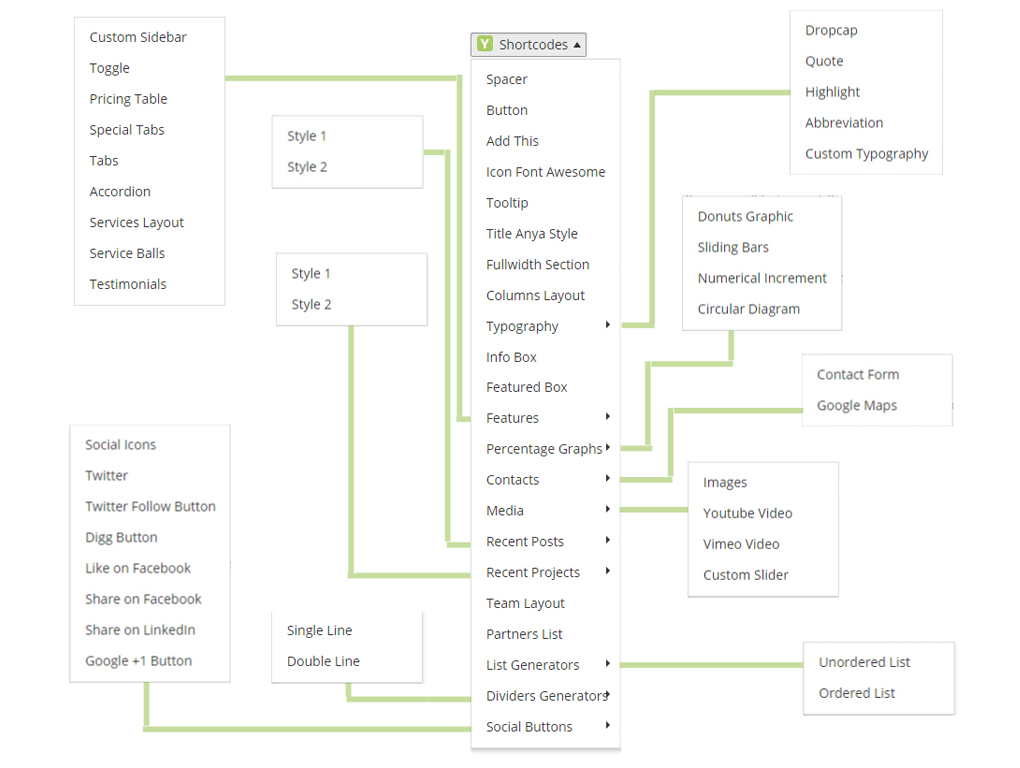 Custom Sidebar
Toggle
Pricing Table
Special Tabs
Tabs
Accordion
Services Layout
Service Balls
Testimonials
Style 1
Style 2
Style 1
Style 2
Social Icons
Twitter
Twitter Follow Button
Digg Button
Like on Facebook
Share on Facebook
Share on LinkedIn
Google +1 Button
Single Line
Double Line
Y Shortcodes
Spacer
Button
Add This
Icon Font Awesome
Tooltip
Title Anya Style
Fullwidth Section
Columns Layout
Typography
Info Box
Featured Box
Features
Percentage Graphs
Contacts
Media
Recent Posts
Recent Projects
Team Layout
Partners List
List Generators
Dividers Generators
Social Buttons
Dropcap
Quote
Highlight
Abbreviation
Custom Typography
Donuts Graphic
Sliding Bars
Numerical Increment
Circular Diagram
Contact Form
Google Maps
Images
Youtube Video
Vimeo Video
Custom Slider
Unordered List
Ordered List